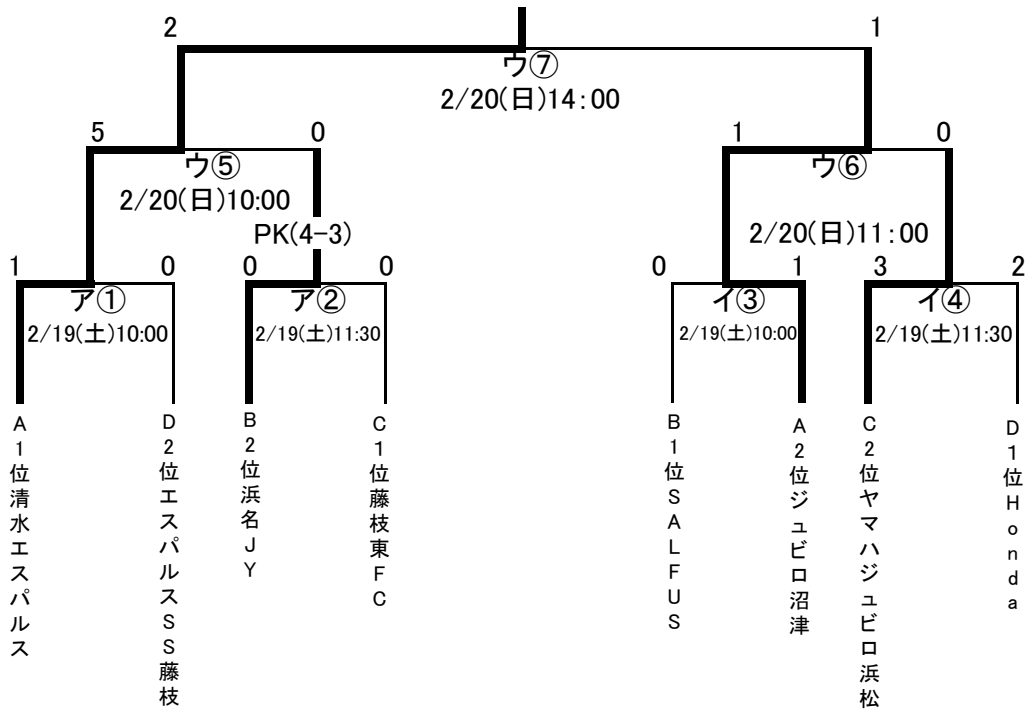 2
1
ウ⑦
2/20(日)14:00
5
0
1
0
ウ⑤
ウ⑥
2/20(日)10:00
PK(4-3)
2/20(日)11:00
1
0
0
0
0
1
3
2
ア①
ア②
イ③
イ④
2/19(土)10:00
2/19(土)11:30
2/19(土)10:00
2/19(土)11:30
A1位清水エスパルス
D2位エスパルスSS藤枝
B2位浜名JY
C1位藤枝東FC
B1位SALFUS
A2位ジュビロ沼津
C2位ヤマハジュビロ浜松
D1位Honda